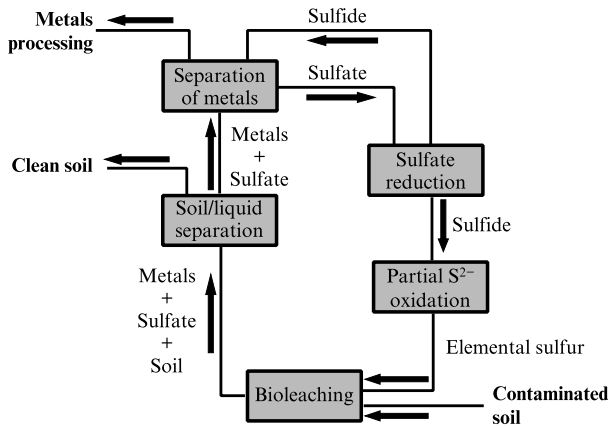 Metals
processing
Sulfide
Separation
of metals
Sulfate
Metals
+
Sulfate
Clean soil
Sulfate
reduction
Soil/liquid
separation
Sulfide
Metals
+
Sulfate
+
Soil
Partial S²⁻
oxidation
Elemental sulfur
Bioleaching
Contaminated
soil